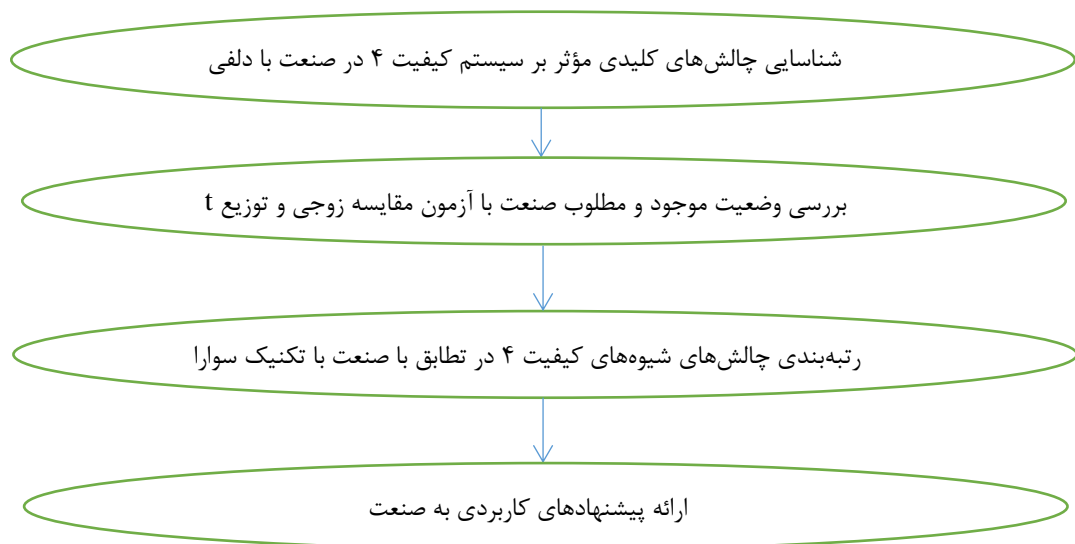 شناسایی چالش‌های کلیدی مؤثر بر سیستم کیفیت ۴ در صنعت با دلفی
بررسی وضعیت موجود و مطلوب صنعت با آزمون مقایسه زوجی و توزیع t
رتبه‌بندی چالش‌های شیوه‌های کیفیت ۴ در تطابق با صنعت با تکنیک سوارا
ارائه پیشنهادهای کاربردی به صنعت